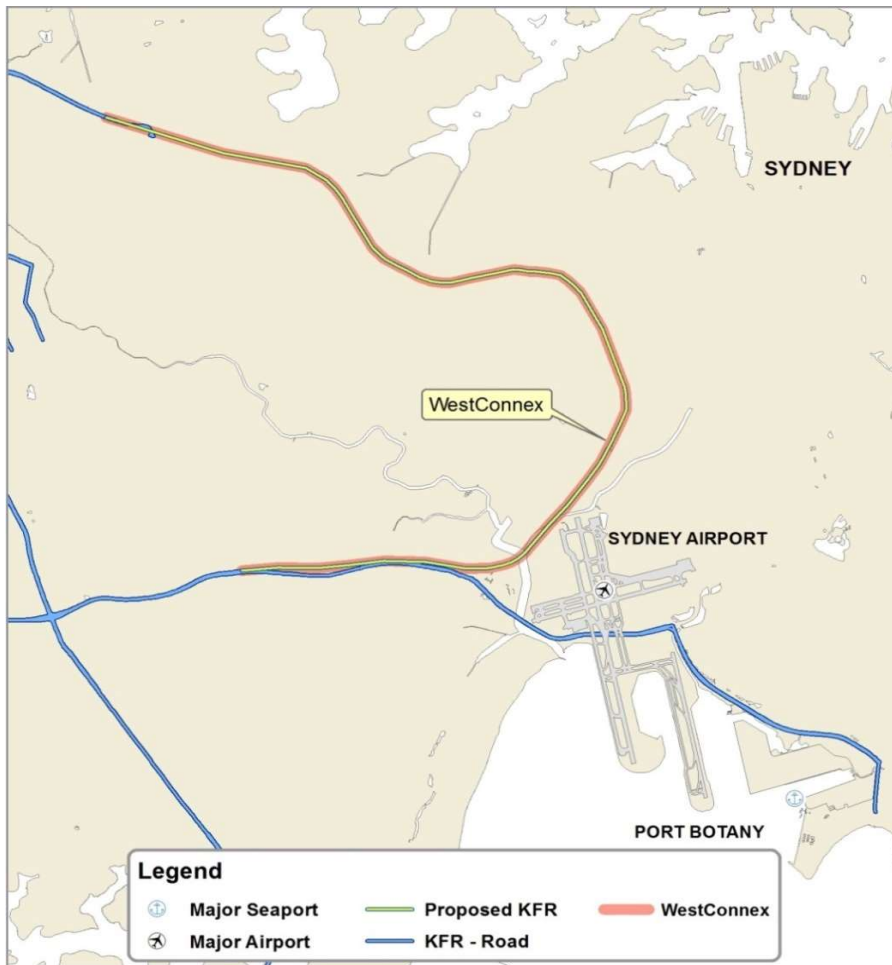 SYDNEY
WestConnex
SYDNEY AIRPORT
PORT BOTANY
Legend
Major Seaport
Proposed KFR
WestConnex
Major Airport
KFR - Road